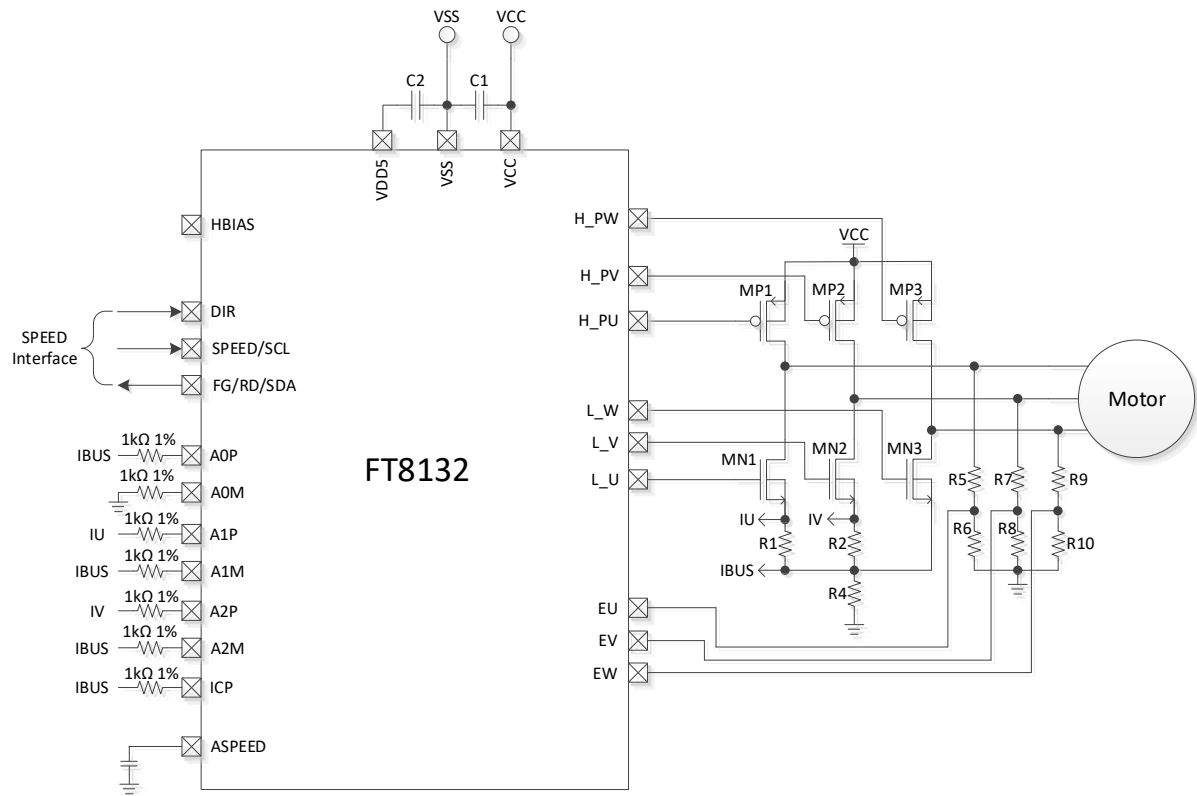 VSS
VCC
C2
C1
VDD5
VSS
VCC
HBIAS
DIR
SPEED/SCL
FG/RD/SDA
SPEED
Interface
IBUS
1kΩ 1%
A0P
1kΩ 1%
A0M
IU
1kΩ 1%
A1P
IBUS
1kΩ 1%
A1M
IV
1kΩ 1%
A2P
IBUS
1kΩ 1%
A2M
IBUS
1kΩ 1%
ICP
ASPEED
FT8132
H_PW
H_PV
H_PU
L_W
L_V
L_U
EU
EV
EW
VCC
MP1
MP2
MP3
MN1
MN2
MN3
IU
IV
R1
R2
IBUS
R4
R5
R7
R9
R6
R8
R10
Motor